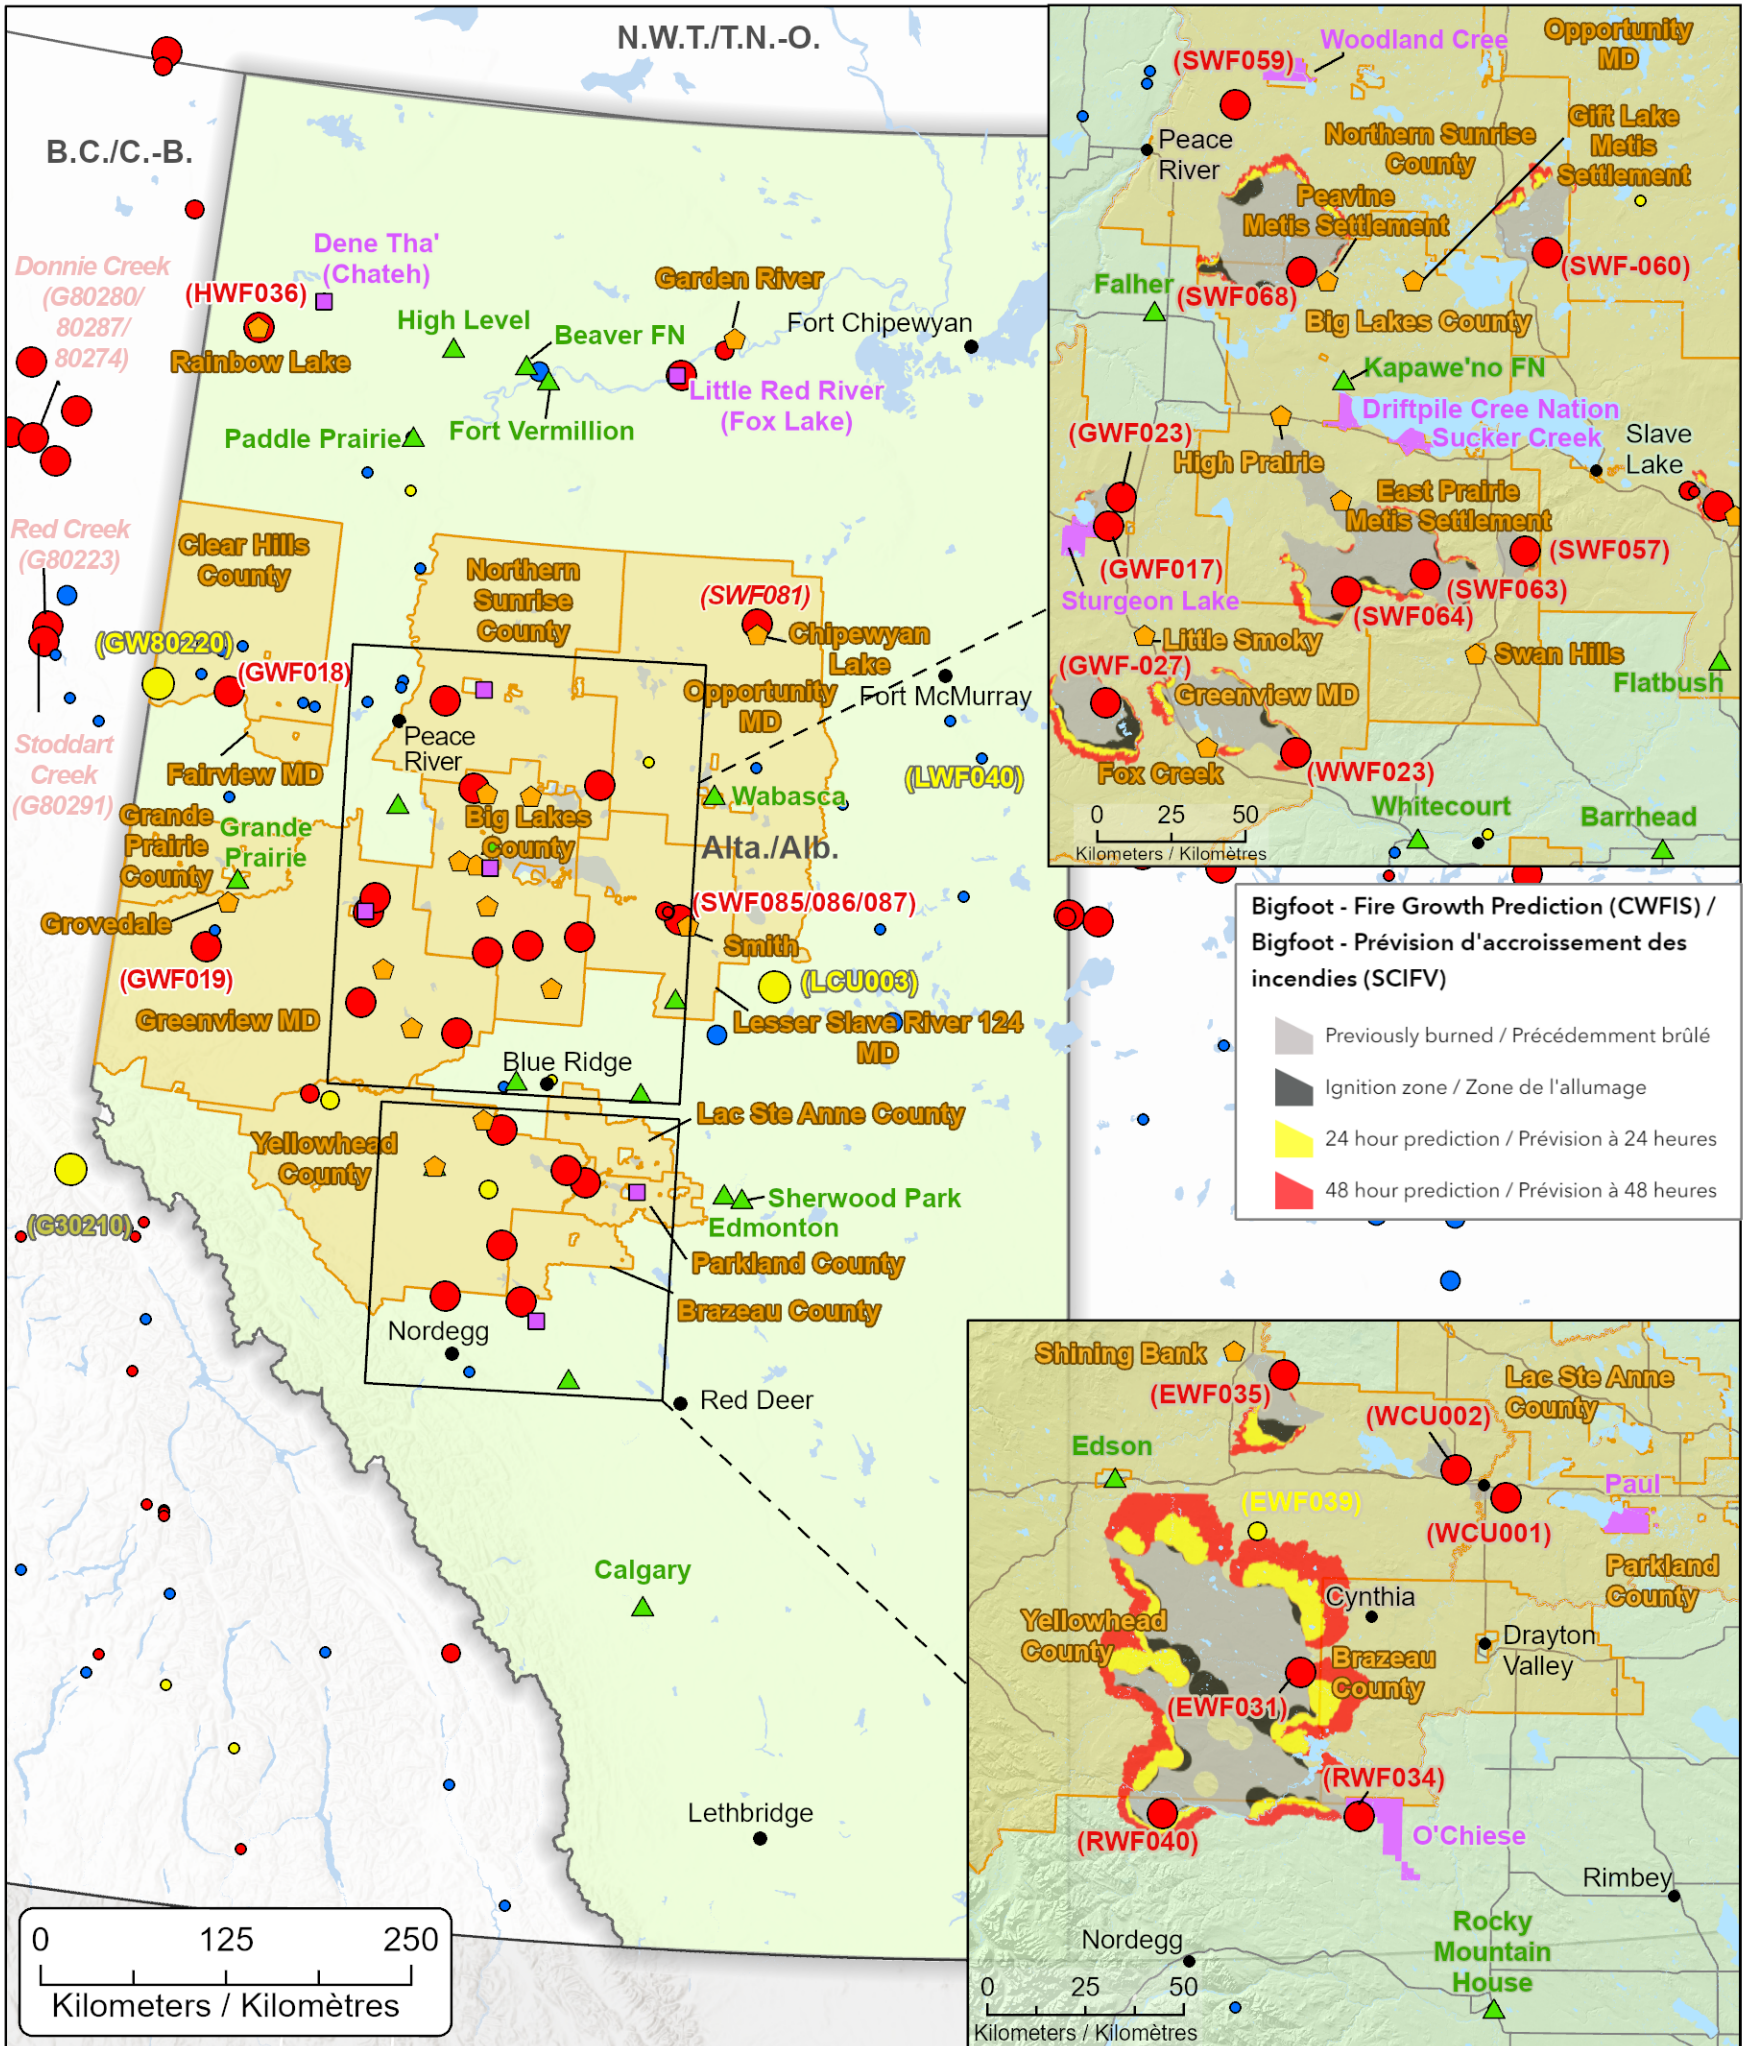 N.W.T./T.N.-O.
B.C./C.-B.
Donnie Creek
(G80280/
80287/
80274)
(HWF036)
Rainbow Lake
Dene Tha'
(Chateh)
High Level
Beaver FN
Garden River
Fort Chipewyan
Little Red River
(Fox Lake)
Fort Vermillion
Paddle Prairie
Red Creek
(G80223)
Clear Hills
County
Northern
Sunrise
County
(SWF081)
Chipewyan
Lake
(GW80220)
(GWF018)
Opportunity
MD
Fort McMurray
Peace
River
Stoddart
Creek
(G80291)
Fairview MD
(LWF040)
Wabasca
Grande
Prairie
County
Grande
Prairie
Big Lakes
County
Alta./Alb.
Grovedale
(SWF085/086/087)
Smith
(GWF019)
(LCU003)
Greenview MD
Lesser Slave River 124
MD
Blue Ridge
Lac Ste Anne County
Yellowhead
County
Sherwood Park
Edmonton
(G30210)
Parkland County
Brazeau County
Nordegg
Red Deer
Calgary
Lethbridge
0 125 250
Kilometers / Kilomètres
Woodland Cree
Opportunity
MD
(SWF059)
Gift Lake
Metis
Settlement
Northern Sunrise
County
Peace
River
Peavine
Metis Settlement
(SWF-060)
Falher
(SWF068)
Big Lakes County
Kapawe'no FN
Driftpile Cree Nation
Sucker Creek
(GWF023)
Slave
Lake
High Prairie
East Prairie
Metis Settlement
(SWF057)
(GWF017)
(SWF063)
Sturgeon Lake
(SWF064)
Little Smoky
Swan Hills
(GWF-027)
Flatbush
Greenview MD
Fox Creek
(WWF023)
Whitecourt
Barrhead
0 25 50
Kilometers / Kilomètres
Bigfoot - Fire Growth Prediction (CWFIS) /
Bigfoot - Prévision d'accroissement des
incendies (SCIFV)
Previously burned / Précédemment brûlé
Ignition zone / Zone de l'allumage
24 hour prediction / Prévision à 24 heures
48 hour prediction / Prévision à 48 heures
Shining Bank
(EWF035)
Lac Ste Anne
County
(WCU002)
Edson
Paul
(EWF039)
(WCU001)
Parkland
County
Cynthia
Yellowhead
County
Drayton
Valley
Brazeau
County
(EWF031)
(RWF034)
(RWF040)
O'Chiese
Rimbey
Rocky
Mountain
House
Nordegg
0 25 50
Kilometers / Kilomètres